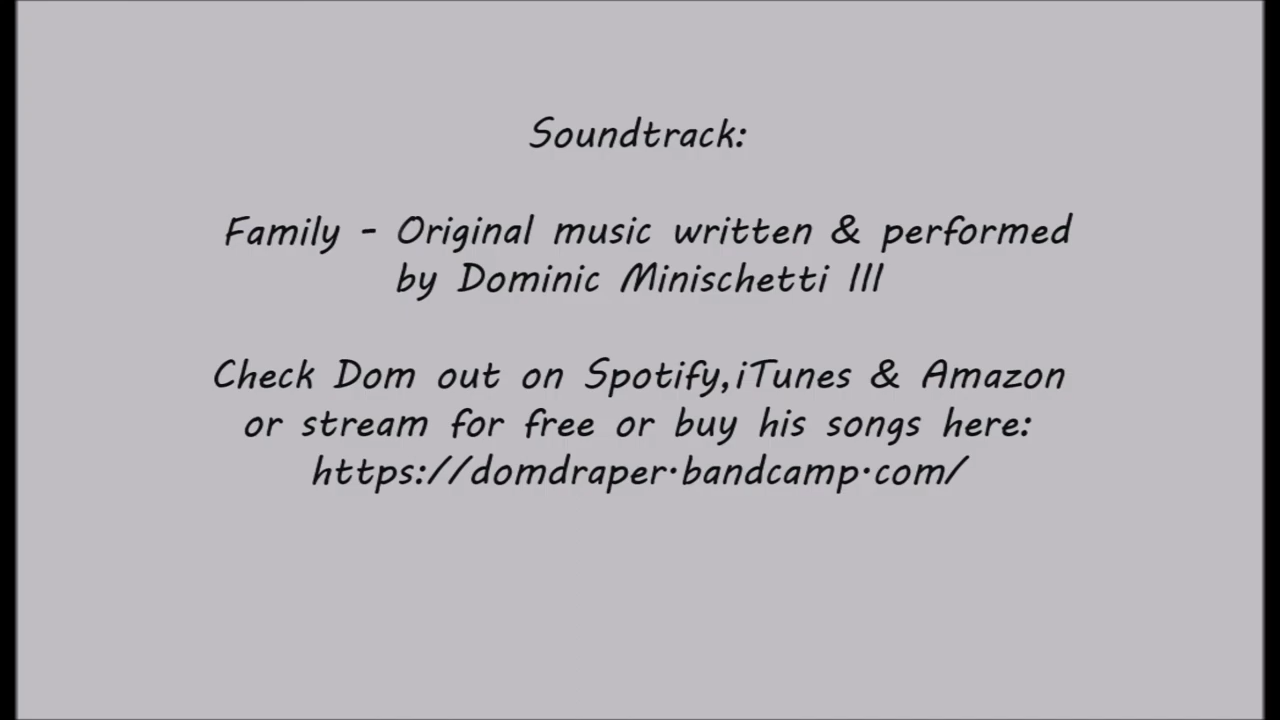 Soundtrack:
Family - Original music written & performed
by Dominic Minischetti III
Check Dom out on Spotify,iTunes & Amazon
or stream for free or buy his songs here:
https://domdraper.bandcamp.com/